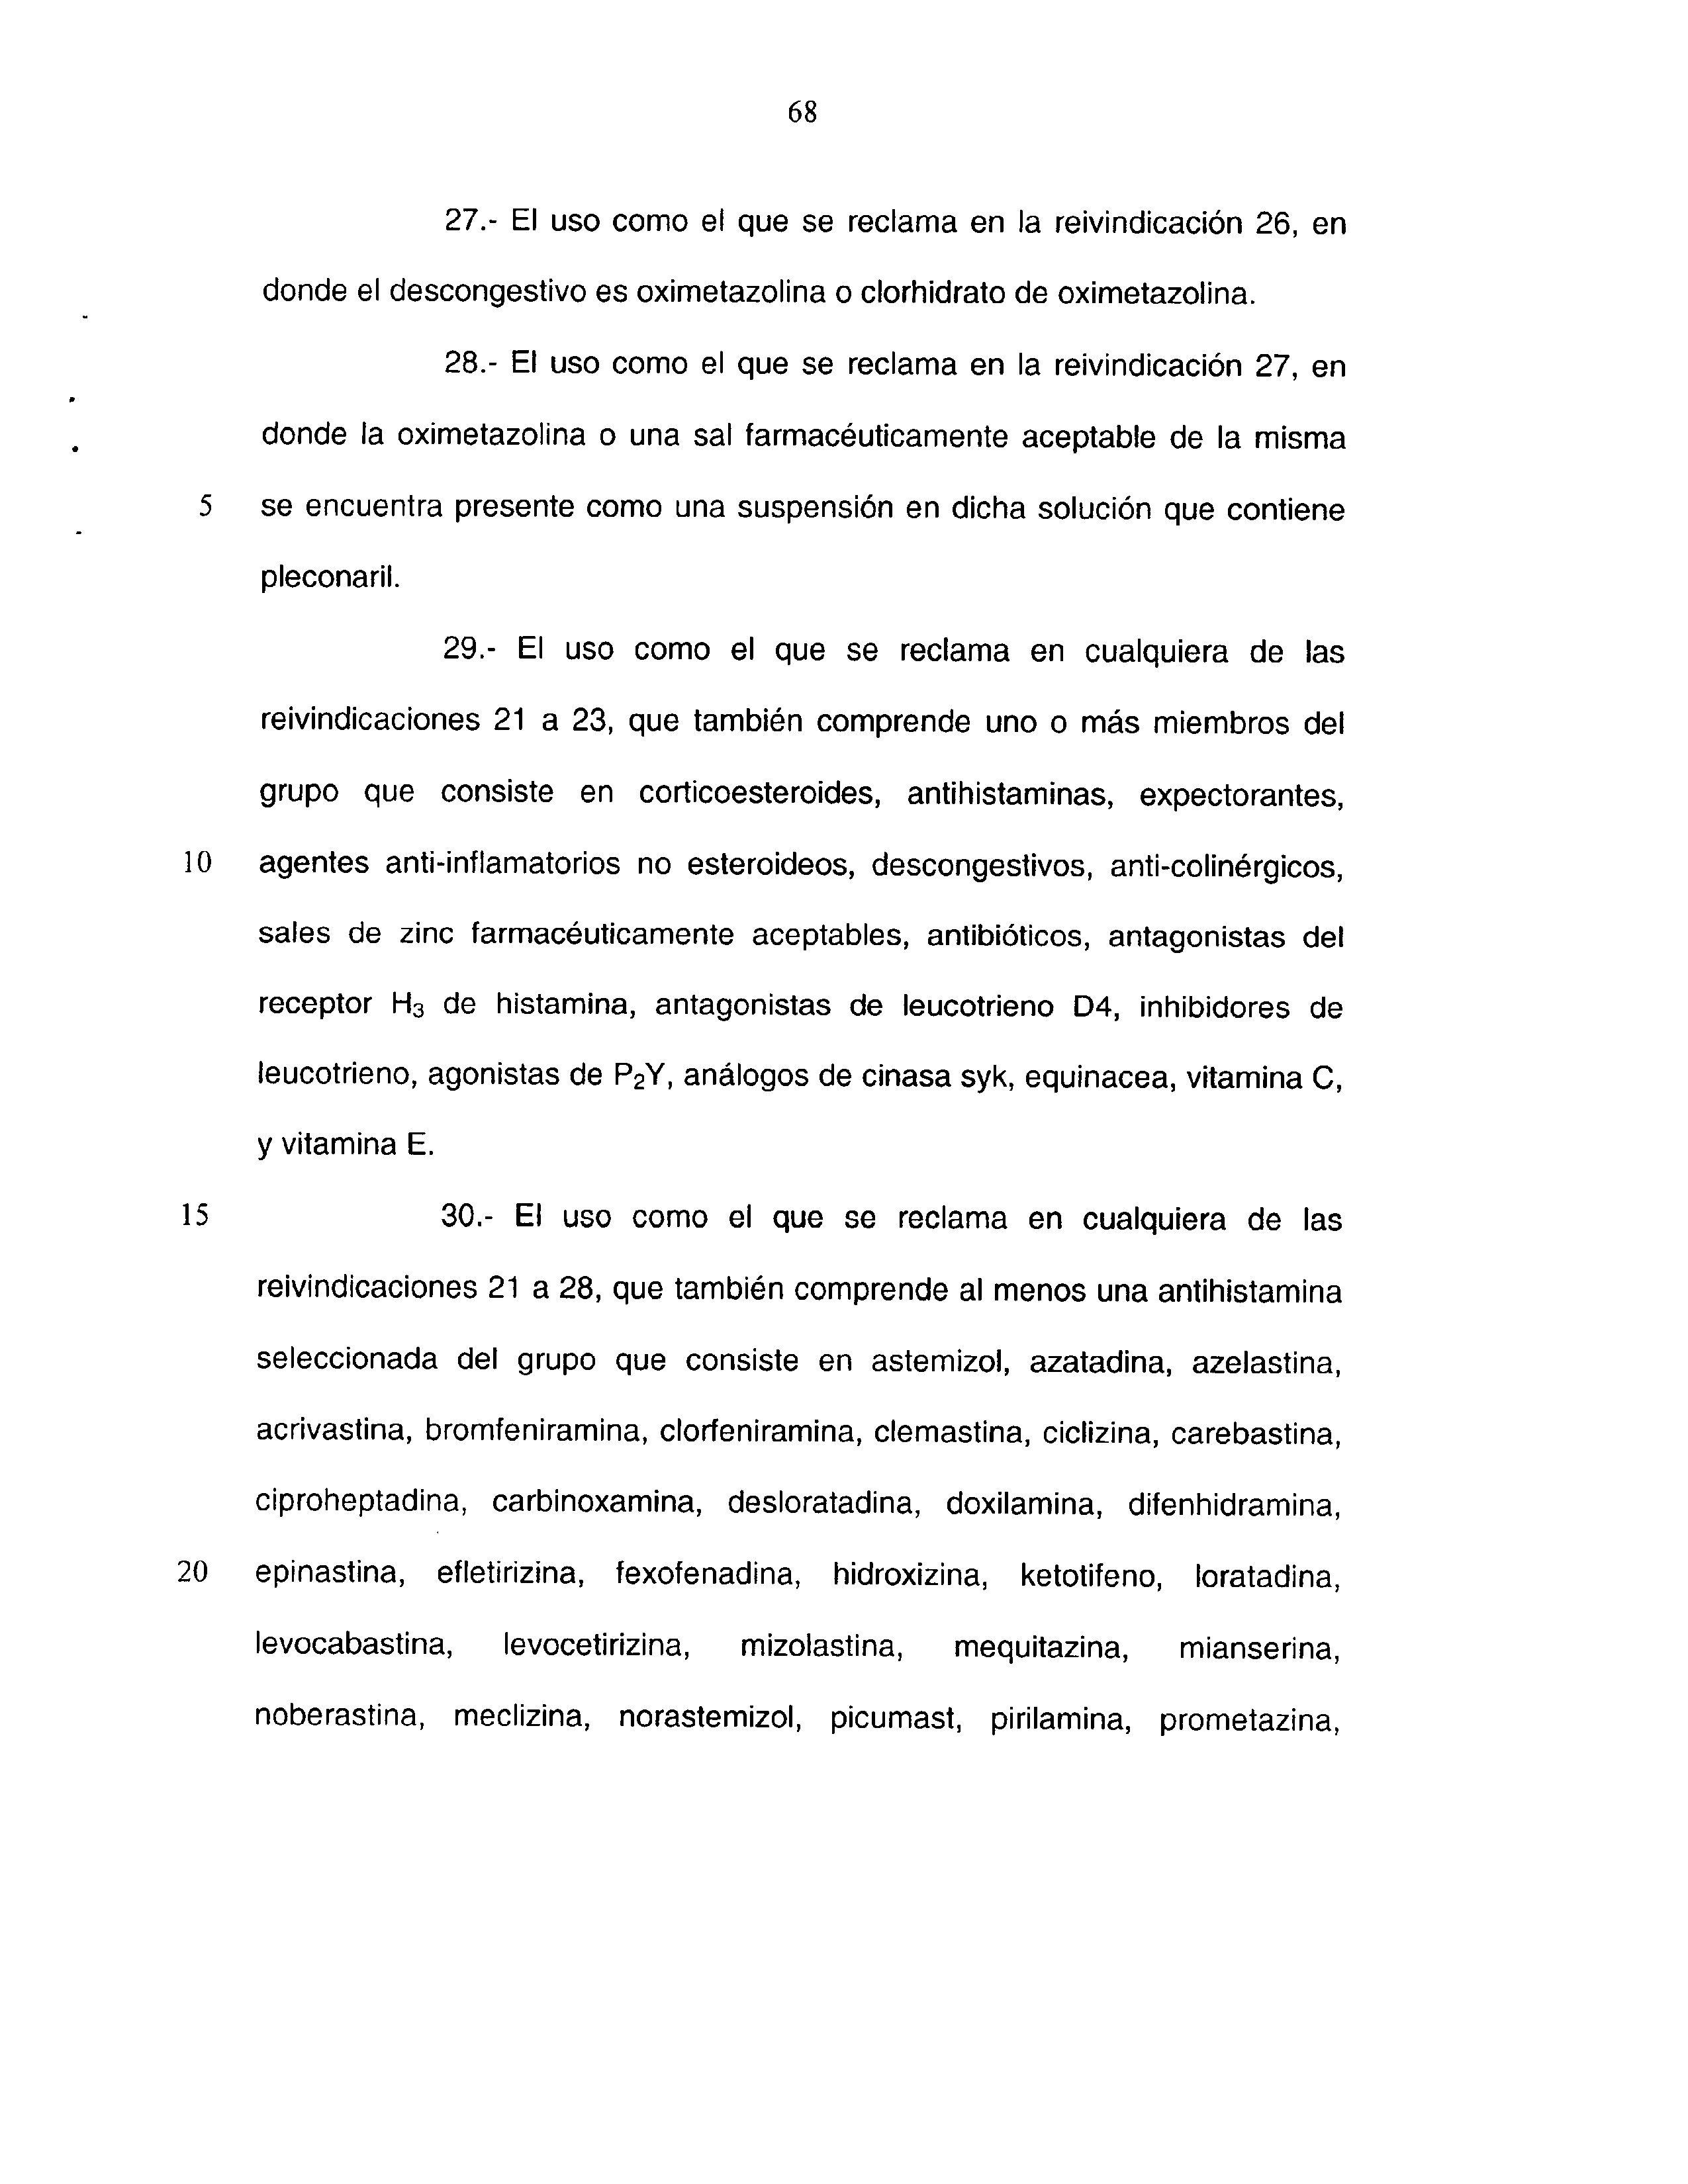 68
27.- El uso como el que se reclama en la reivindicación 26, en
donde el descongestivo es oximetazolina o clorhidrato de oximetazolina.
28.- El uso como el que se reclama en la reivindicación 27, en
donde la oximetazolina o una sal farmacéuticamente aceptable de la misma
5 se encuentra presente como una suspensión en dicha solución que contiene
pleconaril.
29.- El uso como el que se reclama en cualquiera de las
reivindicaciones 21 a 23, que también comprende uno o más miembros del
grupo que consiste en corticoesteroides, antihistaminas, expectorantes,
10 agentes anti-inflamatorios no esteroideos, descongestivos, anti-colinérgicos,
sales de zinc farmacéuticamente aceptables, antibióticos, antagonistas del
receptor H₃ de histamina, antagonistas de leucotrieno D4, inhibidores de
leucotrieno, agonistas de P₂Y, análogos de cinasa syk, equinacea, vitamina C,
y vitamina E.
15 30.- El uso como el que se reclama en cualquiera de las
reivindicaciones 21 a 28, que también comprende al menos una antihistamina
seleccionada del grupo que consiste en astemizol, azatadina, azelastina,
acrivastina, bromfeniramina, clorfeniramina, clemastina, ciclizina, carebastina,
ciproheptadina, carbinoxamina, desloratadina, doxilamina, difenhidramina,
20 epinastina, efletirizina, fexofenadina, hidroxizina, ketotifeno, loratadina,
levocabastina, levocetirizina, mizolastina, mequitazina, mianserina,
noberastina, meclizina, norastemizol, picumast, pirilamina, prometazina,